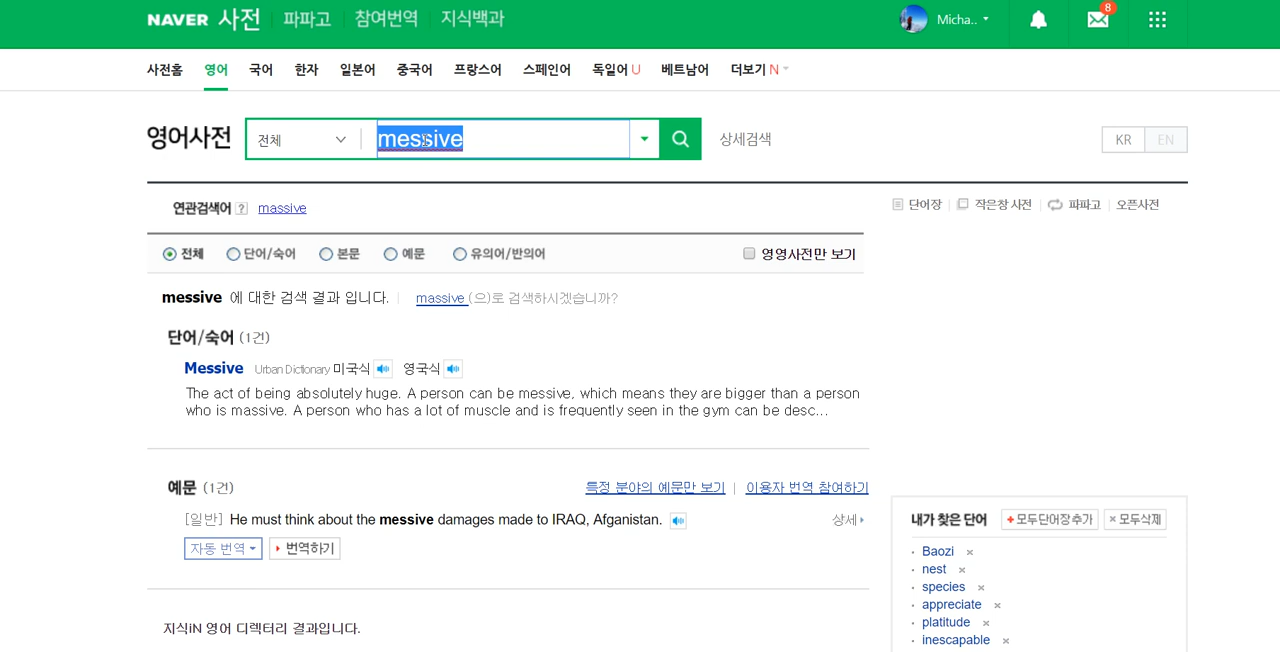 NAVER 사전 파파고 참여번역 지식백과 Micha.. 8
사전홈 영어 국어 한자 일본어 중국어 프랑스어 스페인어 독일어 U 베트남어 더보기 N
영어사전 전체 messive 상세검색 KR EN
연관검색어 ? massive 단어장 작은창 사전 파파고 오픈사전
전체 단어/숙어 본문 예문 유의어/반의어 영영사전만 보기
messive 에 대한 검색 결과 입니다. massive (으)로 검색하시겠습니까?
단어/숙어 (1건)
Messive Urban Dictionary 미국식 영국식
The act of being absolutely huge. A person can be messive, which means they are bigger than a person
who is massive. A person who has a lot of muscle and is frequently seen in the gym can be desc...
예문 (1건) 특정 분야의 예문만 보기 이용자 번역 참여하기
[일반] He must think about the messive damages made to IRAQ, Afganistan. 상세
자동 번역 번역하기
지식iN 영어 디렉터리 결과입니다.
내가 찾은 단어 +모두단어장추가 ×모두삭제
· Baozi ×
· nest ×
· species ×
· appreciate ×
· platitude ×
· inescapable ×